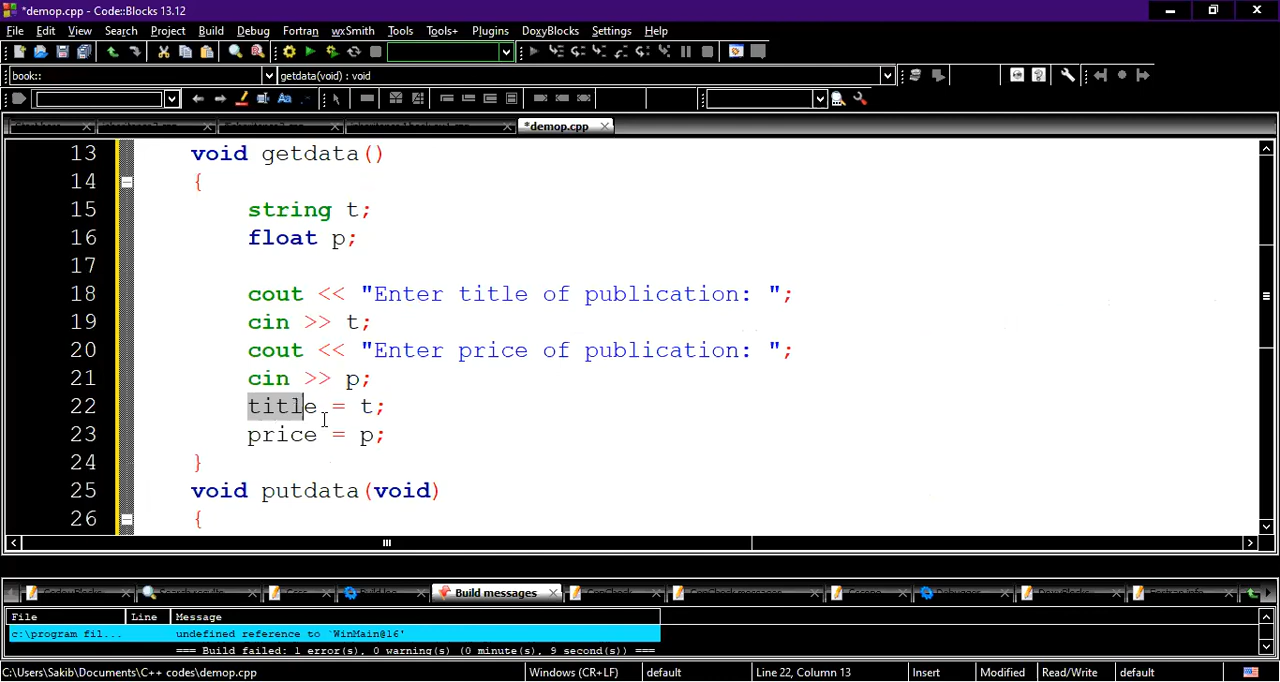 *demop.cpp - Code::Blocks 13.12
File Edit View Search Project Build Debug Fortran wxSmith Tools Tools+ Plugins DoxyBlocks Settings Help
book:: getdata(void) : void
*demop.cpp
13 void getdata()
14 {
15 string t;
16 float p;
17
18 cout << "Enter title of publication: ";
19 cin >> t;
20 cout << "Enter price of publication: ";
21 cin >> p;
22 title = t;
23 price = p;
24 }
25 void putdata(void)
26 {
Build messages
File Line Message
c:\program fil... undefined reference to `WinMain@16'
=== Build failed: 1 error(s), 0 warning(s) (0 minute(s), 9 second(s)) ===
C:\Users\Sakib\Documents\C++ codes\demop.cpp Windows (CR+LF) default Line 22, Column 13 Insert Modified Read/Write default